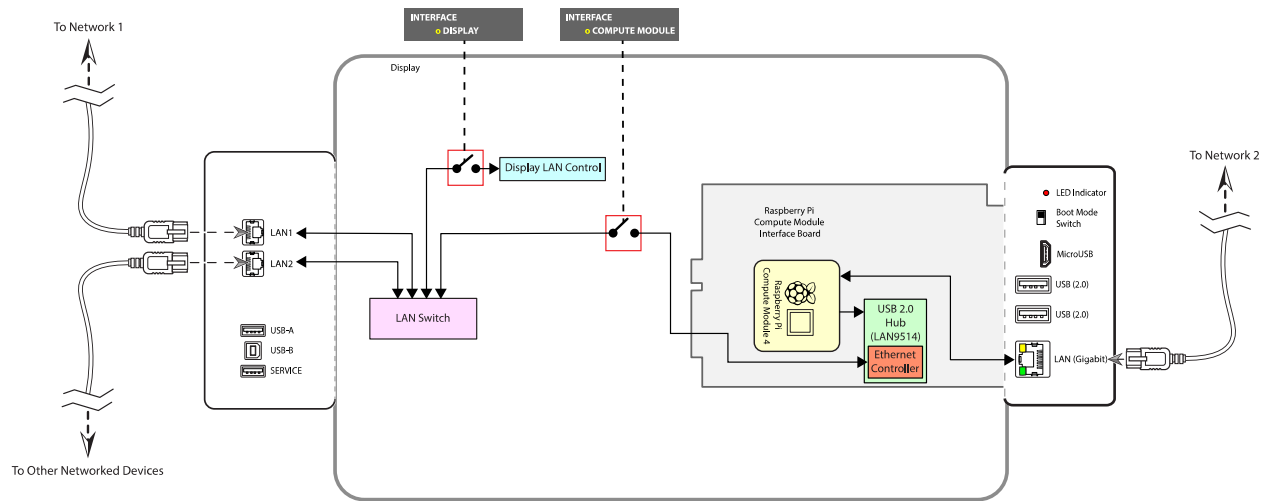 To Network 1
INTERFACE
o DISPLAY
INTERFACE
o COMPUTE MODULE
Display
To Network 2
Display LAN Control
LED Indicator
Boot Mode
Switch
Raspberry Pi
Compute Module
Interface Board
LAN1
LAN2
MicroUSB
USB (2.0)
USB (2.0)
Raspberry Pi
Compute Module 4
USB 2.0
Hub
(LAN9514)
Ethernet
Controller
LAN Switch
USB-A
USB-B
SERVICE
LAN (Gigabit)
To Other Networked Devices